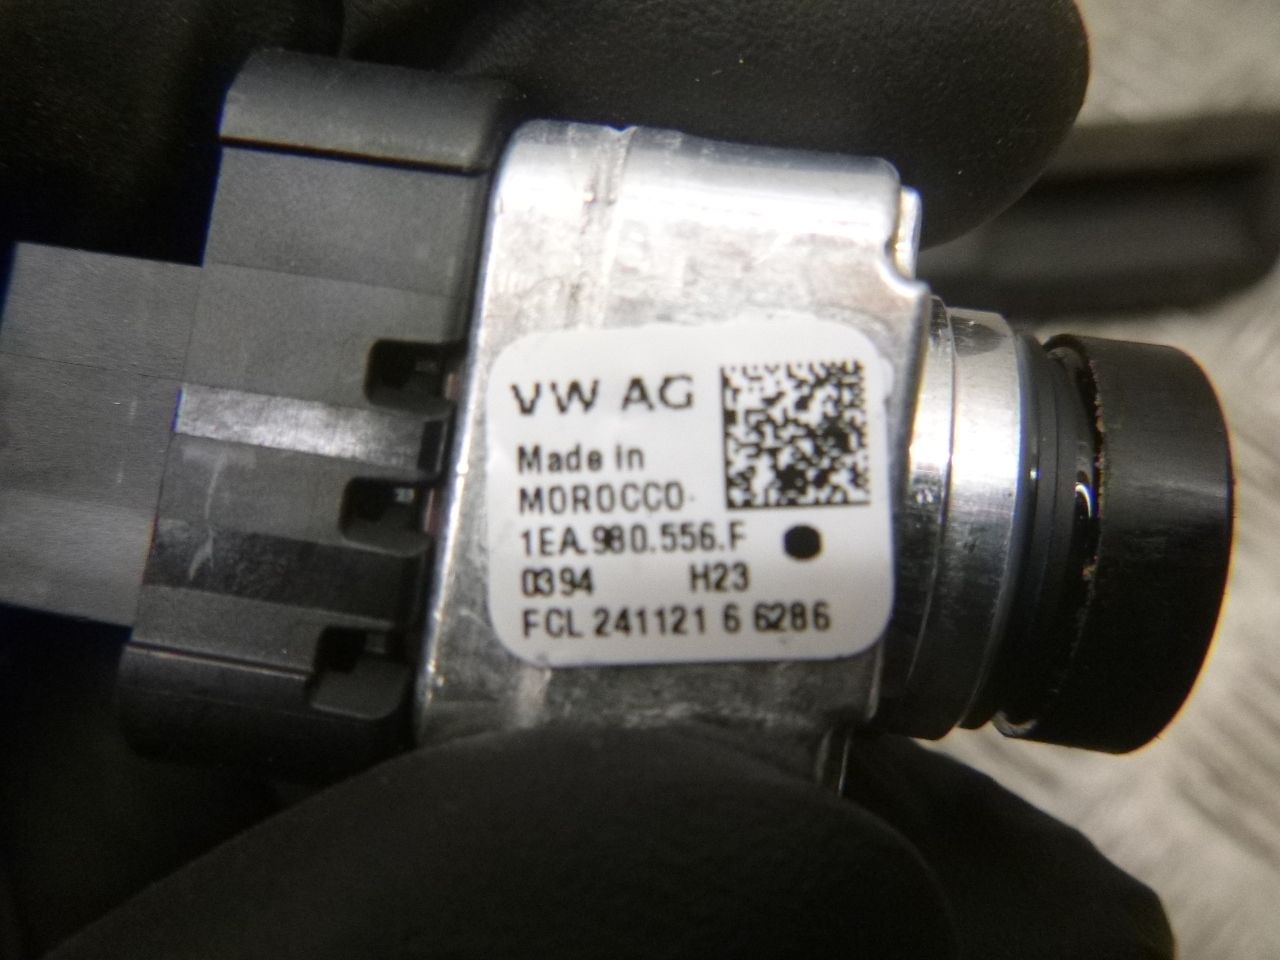 VW AG
Made in
MOROCCO
1EA.980.556.F
0394 H23
FCL 241121 6 6286